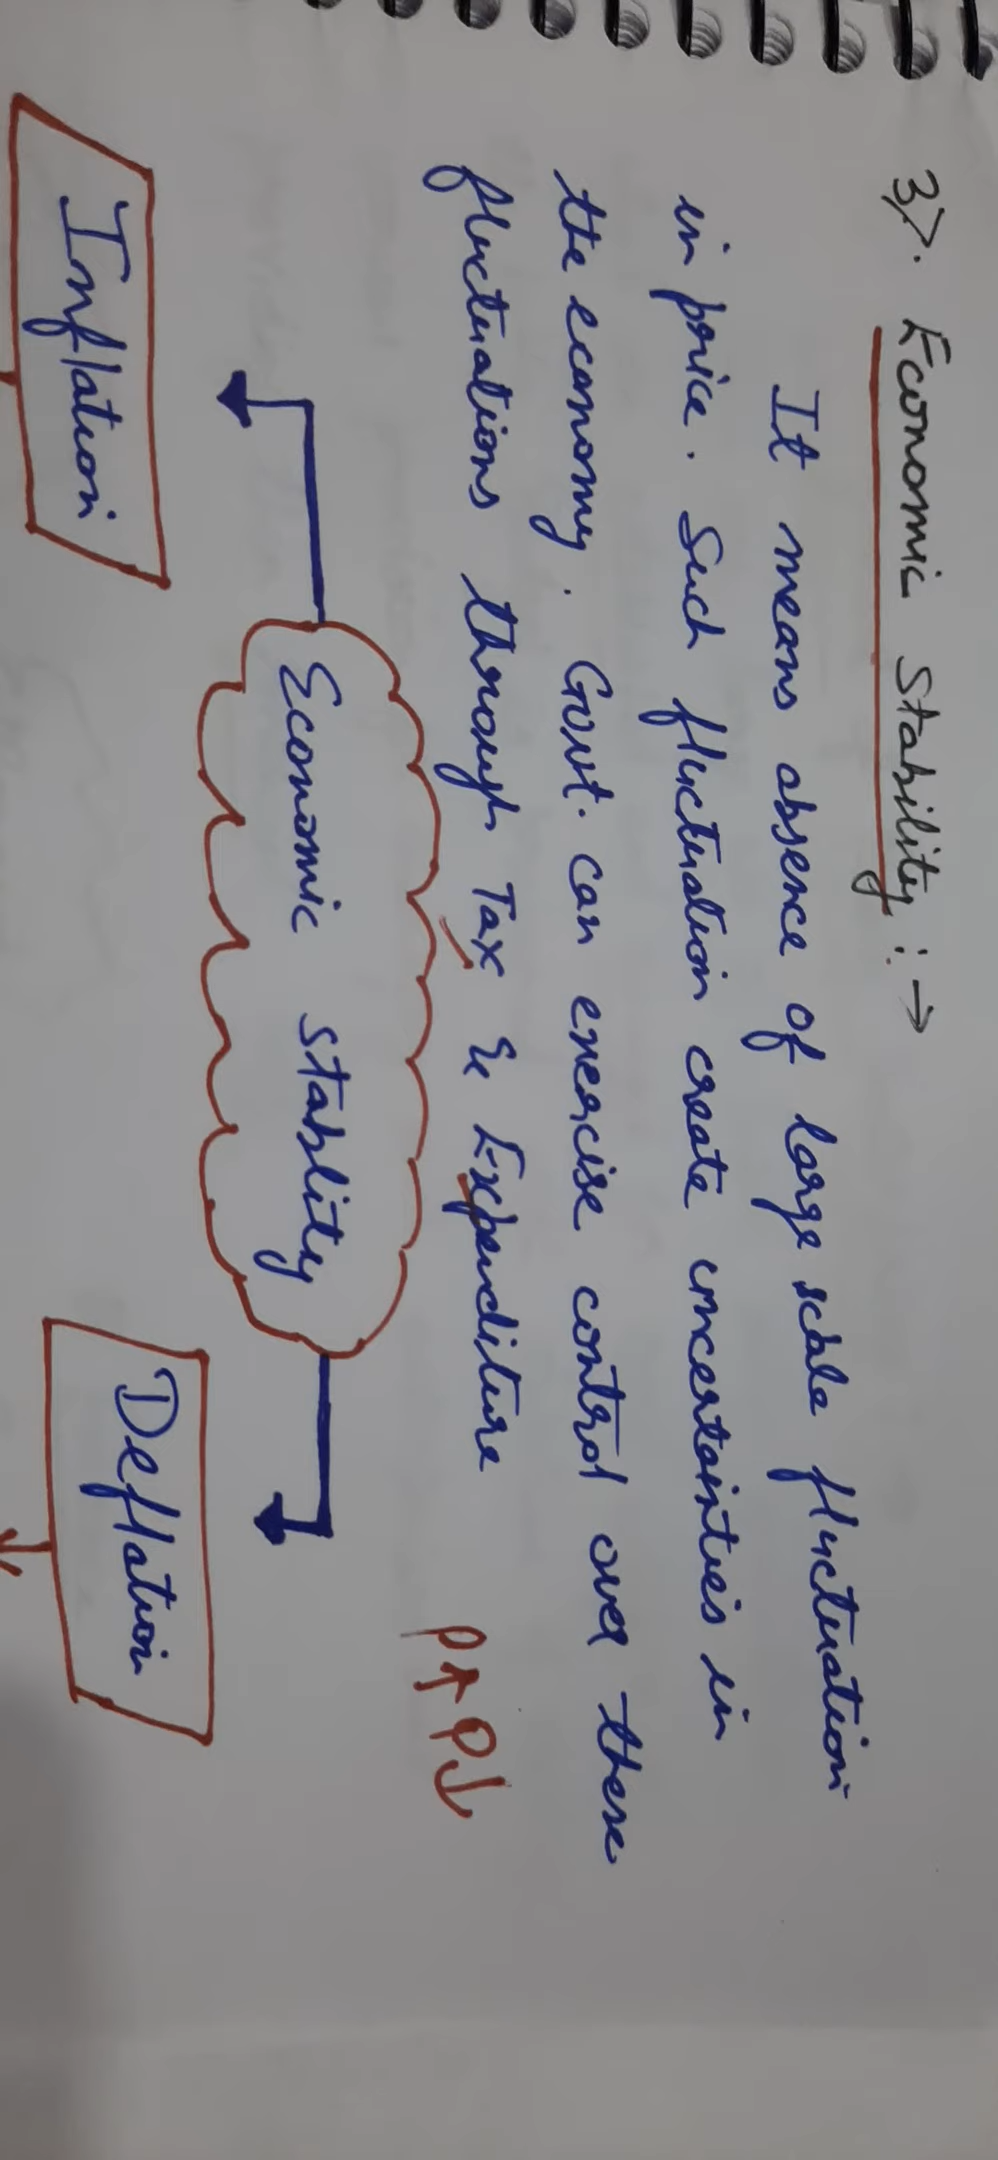 3>. Economic Stability :→
It means absence of large scale fluctuation
in price. Such fluctuation create uncertainties in
the economy. Govt. can exercise control over these
fluctuations through Tax & Expenditure
P↑ P↓
Economic stablity
Inflation
Deflation